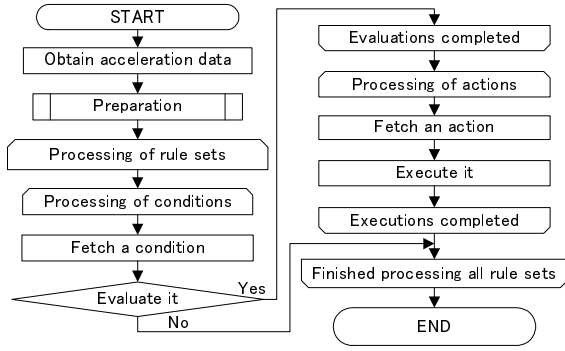 START
Obtain acceleration data
Preparation
Processing of rule sets
Processing of conditions
Fetch a condition
Evaluate it
Yes
No
Evaluations completed
Processing of actions
Fetch an action
Execute it
Executions completed
Finished processing all rule sets
END